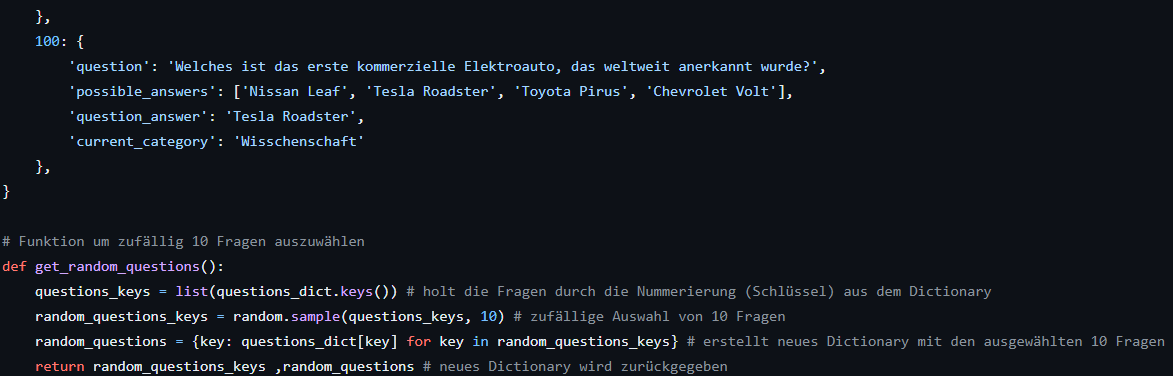 },
100: {
'question': 'Welches ist das erste kommerzielle Elektroauto, das weltweit anerkannt wurde?',
'possible_answers': ['Nissan Leaf', 'Tesla Roadster', 'Toyota Pirus', 'Chevrolet Volt'],
'question_answer': 'Tesla Roadster',
'current_category': 'Wisschenschaft'
},
}
# Funktion um zufällig 10 Fragen auszuwählen
def get_random_questions():
questions_keys = list(questions_dict.keys()) # holt die Fragen durch die Nummerierung (Schlüssel) aus dem Dictionary
random_questions_keys = random.sample(questions_keys, 10) # zufällige Auswahl von 10 Fragen
random_questions = {key: questions_dict[key] for key in random_questions_keys} # erstellt neues Dictionary mit den ausgewählten 10 Fragen
return random_questions_keys ,random_questions # neues Dictionary wird zurückgegeben